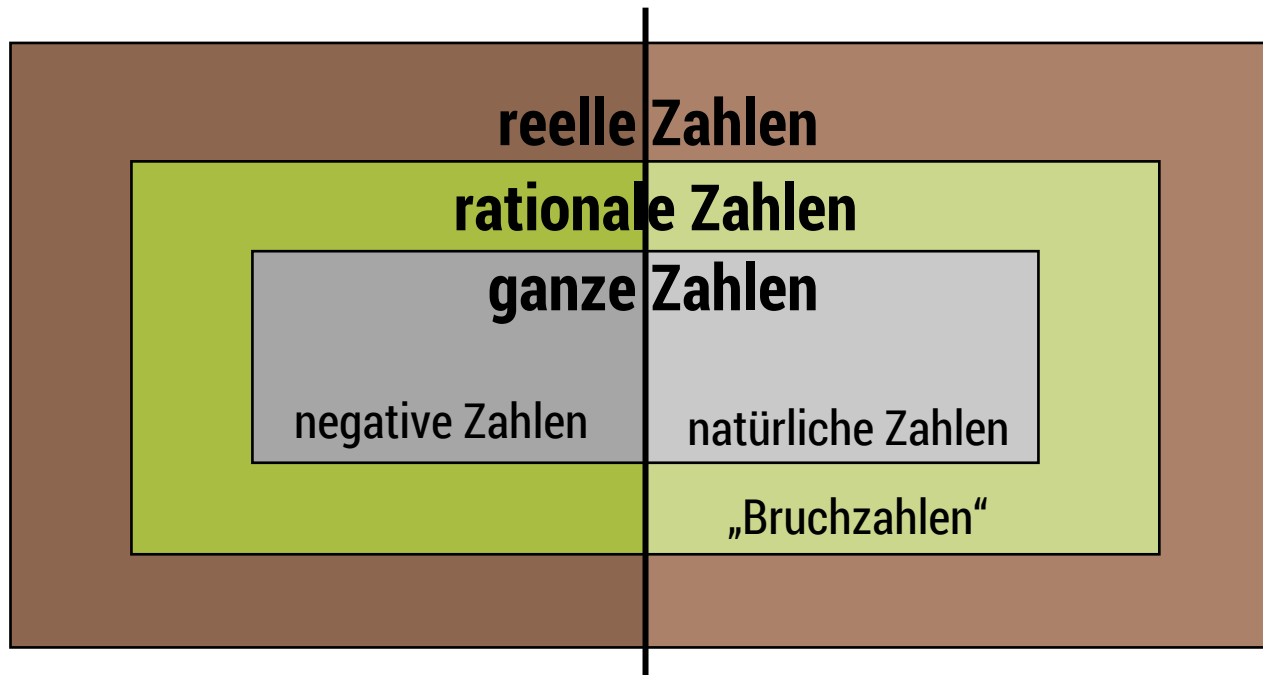 reelle Zahlen
rationale Zahlen
ganze Zahlen
negative Zahlen
natürliche Zahlen
„Bruchzahlen“